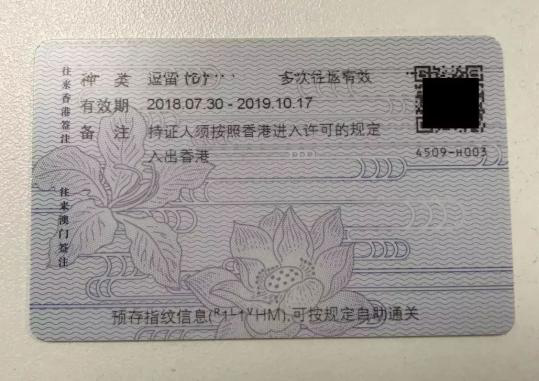 往来香港签注
种 类 逗留(D) 多次往返有效
有效期 2018.07.30 - 2019.10.17
备 注 持证人须按照香港进入许可的规定
入出香港
4509-H003
往来澳门签注
预存指纹信息(R1L1VHM),可按规定自助通关